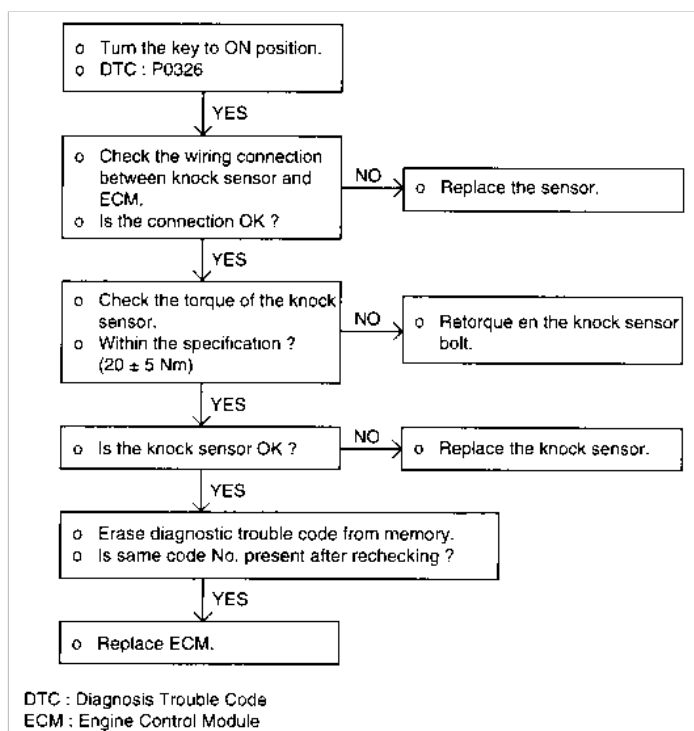 o Turn the key to ON position.
o DTC : P0326
YES
o Check the wiring connection
between knock sensor and
ECM.
o Is the connection OK ?
NO
o Replace the sensor.
YES
o Check the torque of the knock
sensor.
o Within the specification ?
(20 ± 5 Nm)
NO
o Retorque en the knock sensor
bolt.
YES
o Is the knock sensor OK ?
NO
o Replace the knock sensor.
YES
o Erase diagnostic trouble code from memory.
o Is same code No. present after rechecking ?
YES
o Replace ECM.
DTC : Diagnosis Trouble Code
ECM : Engine Control Module